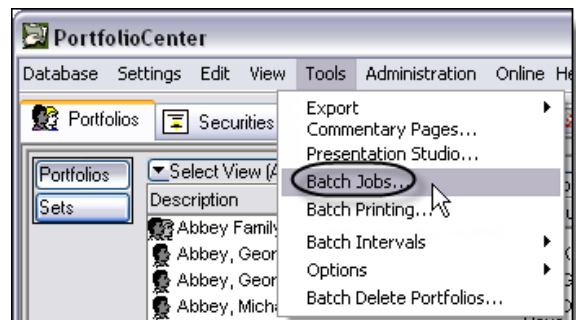 PortfolioCenter
Database Settings Edit View Tools Administration Online
Portfolios Securities
Export
Commentary Pages...
Presentation Studio...
Batch Jobs...
Batch Printing...
Batch Intervals
Options
Batch Delete Portfolios...
Portfolios
Sets
Select View
Description
Abbey Family
Abbey, Geor
Abbey, Geor
Abbey, Mich